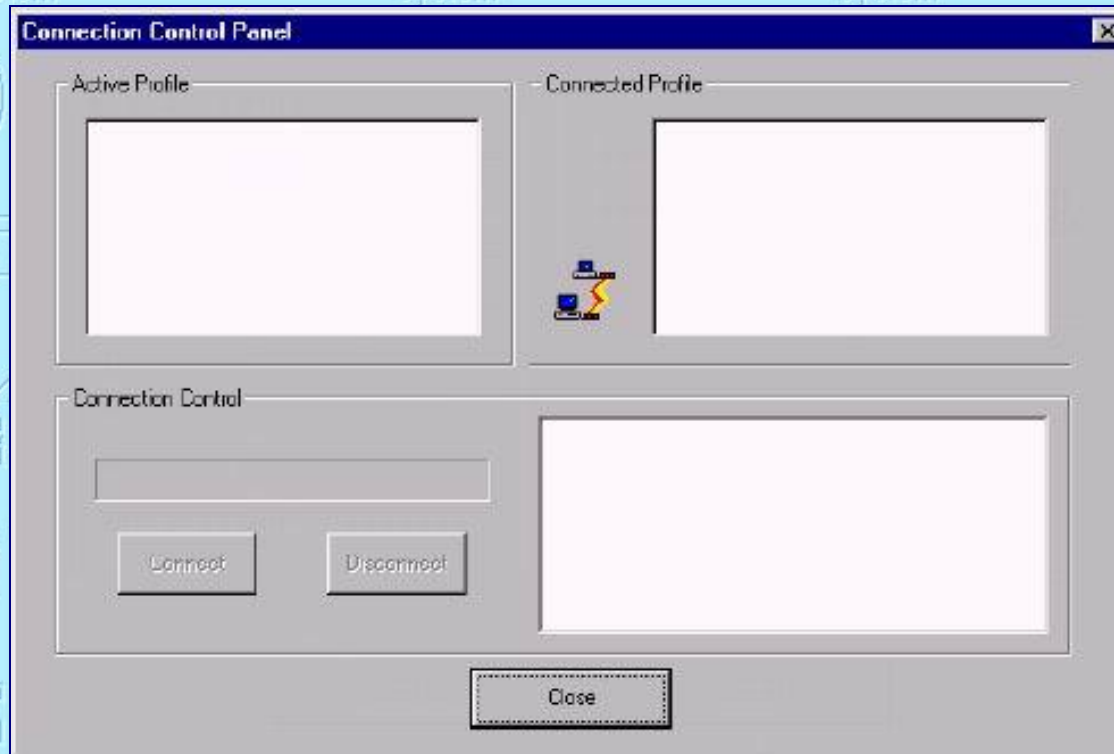 Connection Control Panel
Active Profile
Connected Profile
Connection Control
Connect
Disconnect
Close